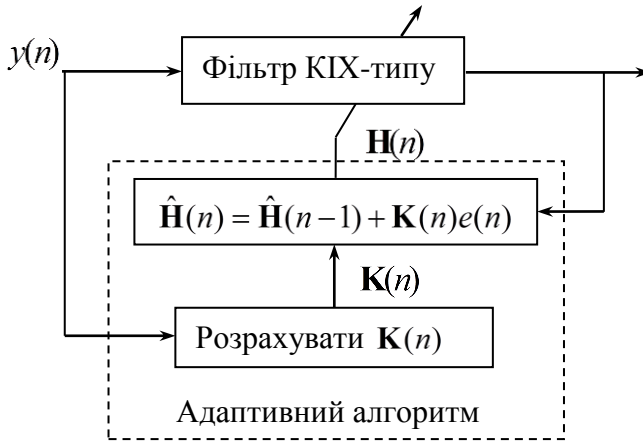 y(n)
Фільтр КІХ-типу
H(n)
Ĥ(n) = Ĥ(n−1) + K(n)e(n)
K(n)
Розрахувати K(n)
Адаптивний алгоритм